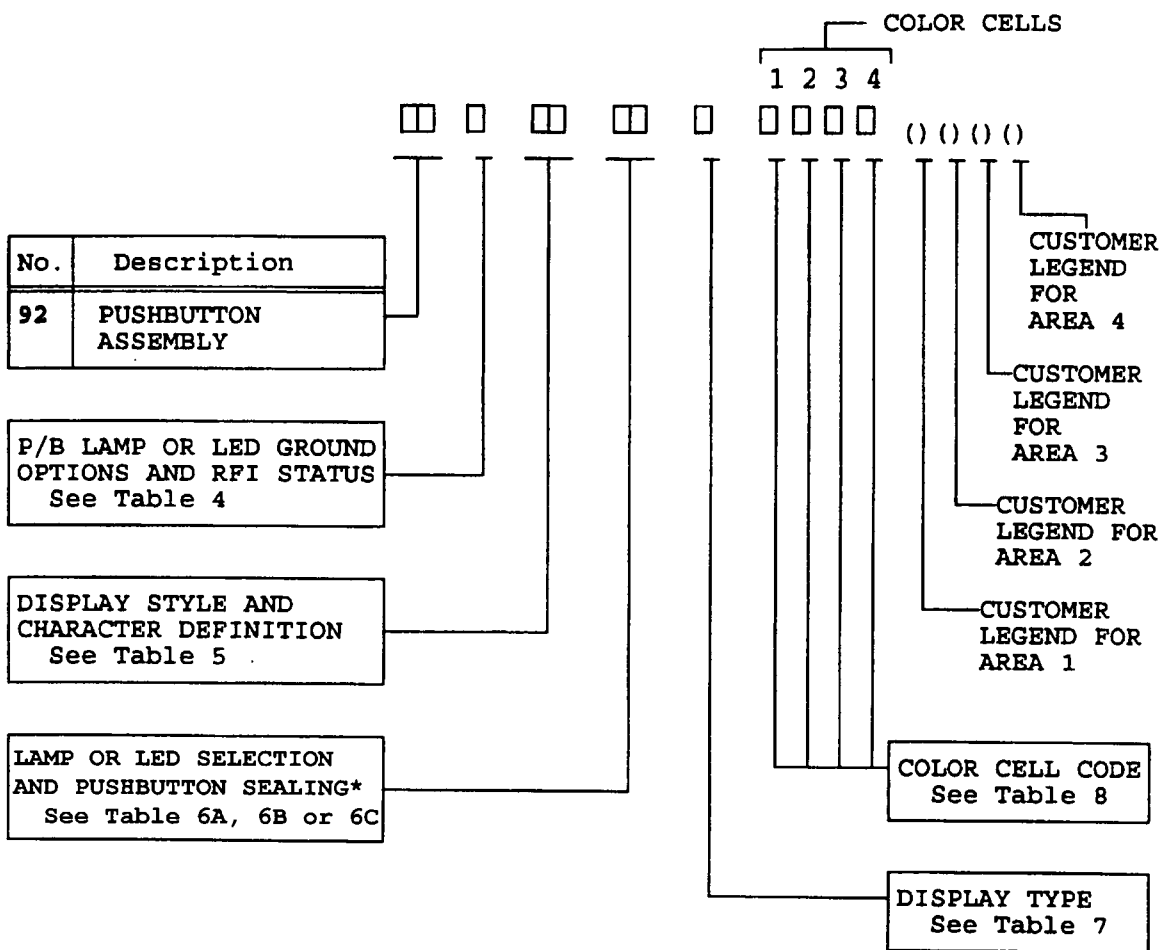 COLOR CELLS
1 2 3 4
() () () ()
No. Description
92 PUSHBUTTON
ASSEMBLY
P/B LAMP OR LED GROUND
OPTIONS AND RFI STATUS
See Table 4
DISPLAY STYLE AND
CHARACTER DEFINITION
See Table 5
LAMP OR LED SELECTION
AND PUSHBUTTON SEALING*
See Table 6A, 6B or 6C
CUSTOMER
LEGEND
FOR
AREA 4
CUSTOMER
LEGEND
FOR
AREA 3
CUSTOMER
LEGEND FOR
AREA 2
CUSTOMER
LEGEND FOR
AREA 1
COLOR CELL CODE
See Table 8
DISPLAY TYPE
See Table 7